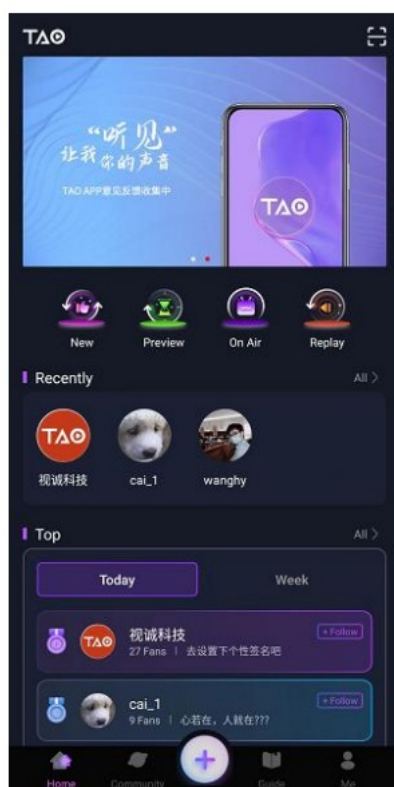 TAO
“听见”
让我你的声音
TAO APP意见反馈收集中
TAO
New
Preview
On Air
Replay
Recently
All >
TAO
视诚科技
cai_1
wanghy
Top
All >
Today
Week
TAO
视诚科技
+ Follow
27 Fans | 去设置下个性签名吧
cai_1
+ Follow
9 Fans | 心若在，人就在???
Home
Community
Guide
Me